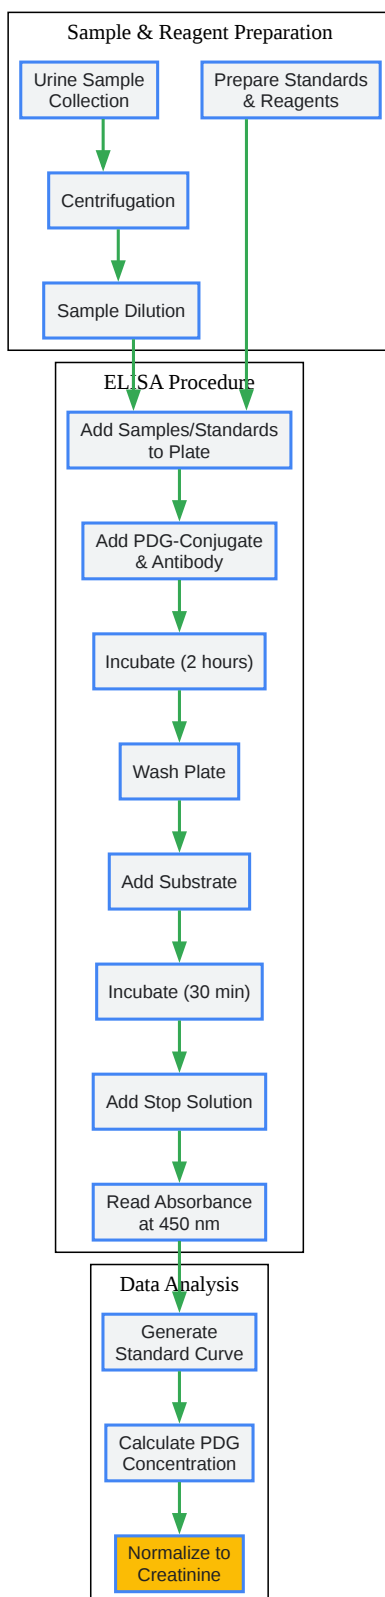 Sample & Reagent Preparation
Urine Sample
Collection
Prepare Standards
& Reagents
Centrifugation
Sample Dilution
ELISA Procedure
Add Samples/Standards
to Plate
Add PDG-Conjugate
& Antibody
Incubate (2 hours)
Wash Plate
Add Substrate
Incubate (30 min)
Add Stop Solution
Read Absorbance
at 450 nm
Data Analysis
Generate
Standard Curve
Calculate PDG
Concentration
Normalize to
Creatinine